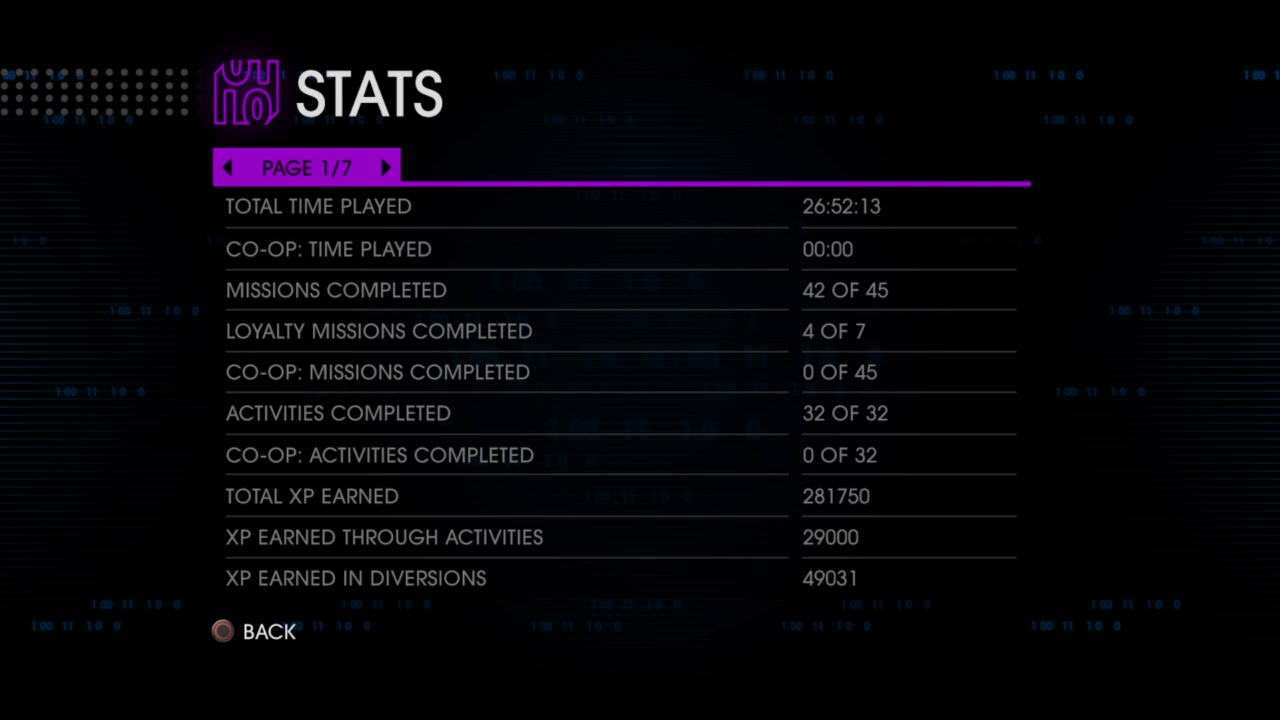 STATS
PAGE 1/7
TOTAL TIME PLAYED 26:52:13
CO-OP: TIME PLAYED 00:00
MISSIONS COMPLETED 42 OF 45
LOYALTY MISSIONS COMPLETED 4 OF 7
CO-OP: MISSIONS COMPLETED 0 OF 45
ACTIVITIES COMPLETED 32 OF 32
CO-OP: ACTIVITIES COMPLETED 0 OF 32
TOTAL XP EARNED 281750
XP EARNED THROUGH ACTIVITIES 29000
XP EARNED IN DIVERSIONS 49031
BACK